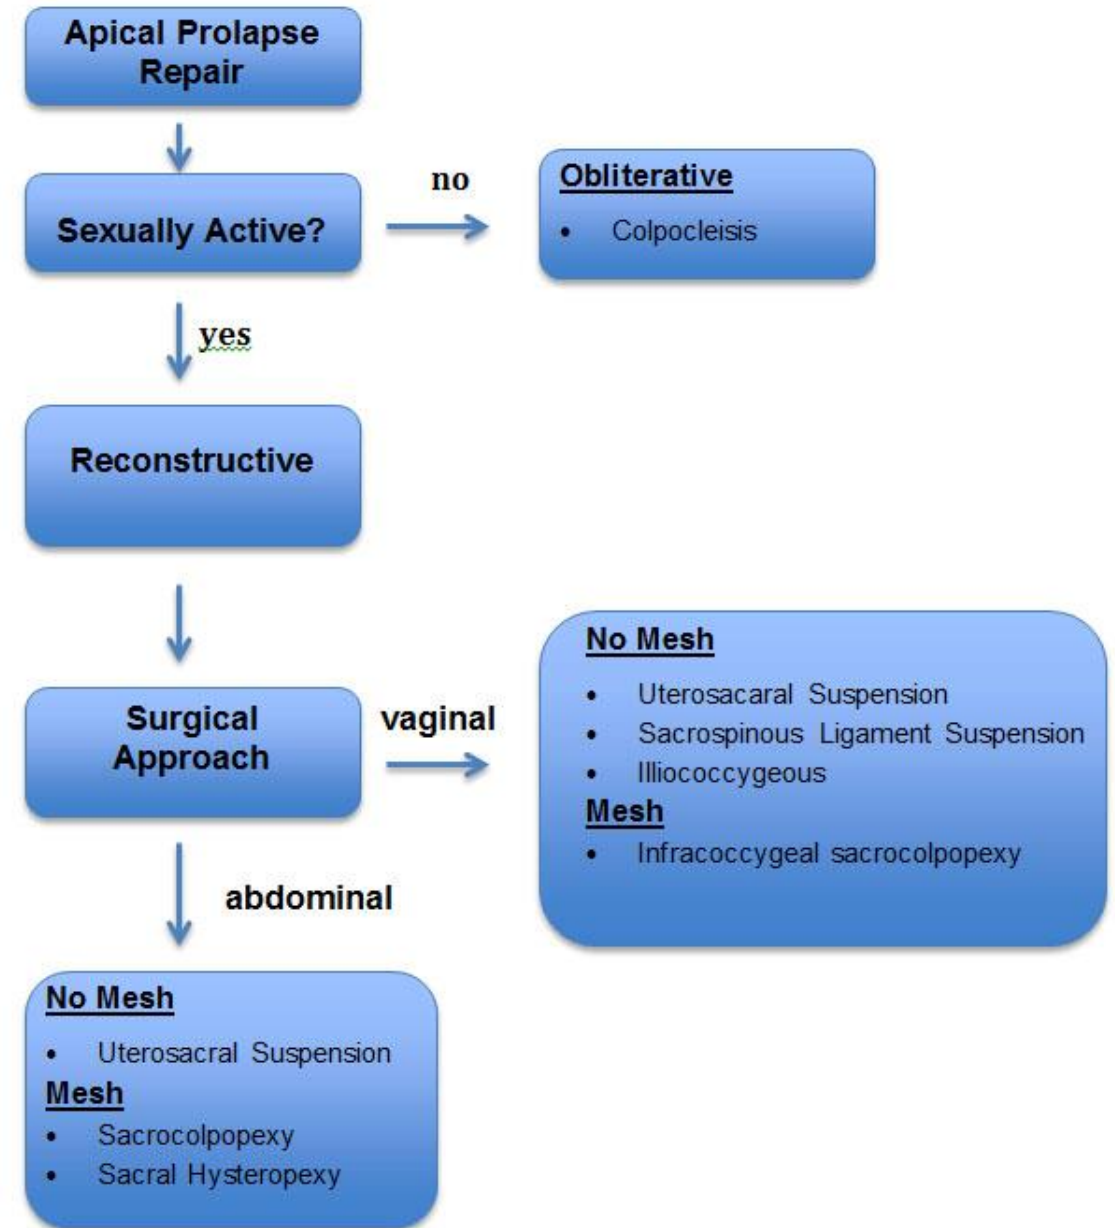 Apical Prolapse
Repair
Sexually Active?
no
Obliterative
• Colpocleisis
yes
Reconstructive
Surgical
Approach
vaginal
No Mesh
• Uterosacaral Suspension
• Sacrospinous Ligament Suspension
• Illiococcygeous
Mesh
• Infracoccygeal sacrocolpopexy
abdominal
No Mesh
• Uterosacral Suspension
Mesh
• Sacrocolpopexy
• Sacral Hysteropexy